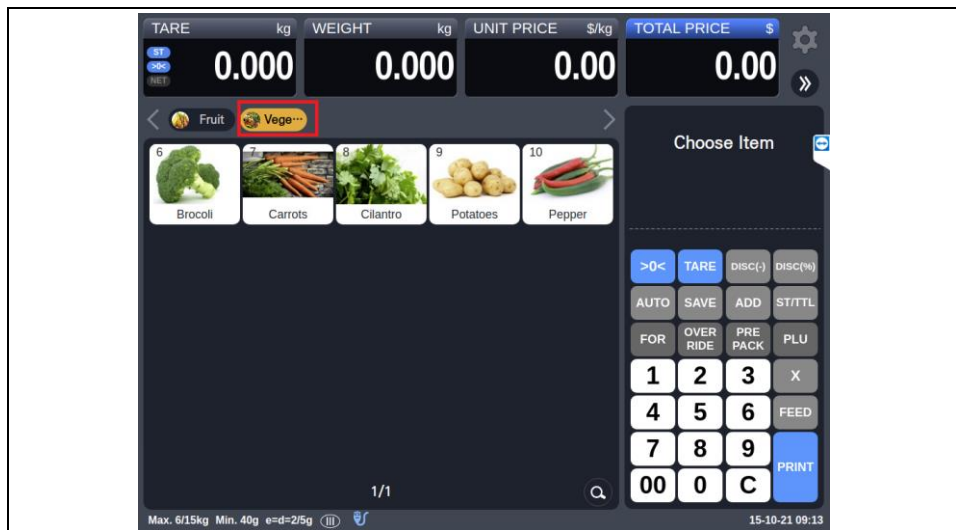 TARE kg WEIGHT kg UNIT PRICE $/kg TOTAL PRICE $
ST
>0<
NET
0.000 0.000 0.00 0.00
Fruit Vege···
Choose Item
6 7 8 9 10
Brocoli Carrots Cilantro Potatoes Pepper
>0< TARE DISC(-) DISC(%)
AUTO SAVE ADD ST/TTL
FOR OVER RIDE PRE PACK PLU
1 2 3 X
4 5 6 FEED
7 8 9 PRINT
00 0 C
1/1
Max. 6/15kg Min. 40g e=d=2/5g III 15-10-21 09:13